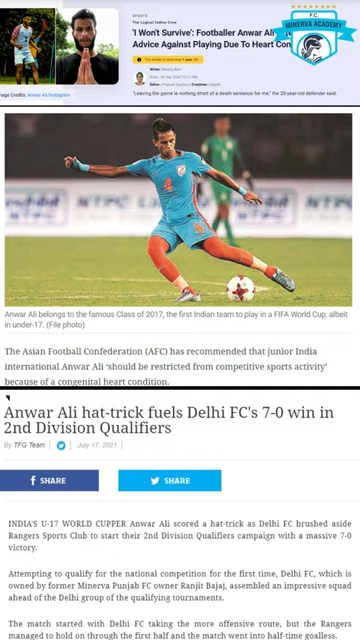 SPORTS
The Logical Indian Crew
'I Won't Survive': Footballer Anwar Ali
Advice Against Playing Due To Heart Con
F.C.
MINERVA ACADEMY
Image Credits: Anwar Ali/Instagram
"Leaving the game is nothing short of a death sentence for me," the 20-year-old defender said.
Anwar Ali belongs to the famous Class of 2017, the first Indian team to play in a FIFA World Cup, albeit
in under-17. (File photo)
The Asian Football Confederation (AFC) has recommended that junior India
international Anwar Ali 'should be restricted from competitive sports activity'
because of a congenital heart condition.
Anwar Ali hat-trick fuels Delhi FC's 7-0 win in
2nd Division Qualifiers
By TFG Team July 17, 2021
f SHARE
SHARE
INDIA'S U-17 WORLD CUPPER Anwar Ali scored a hat-trick as Delhi FC brushed aside
Rangers Sports Club to start their 2nd Division Qualifiers campaign with a massive 7-0
victory.
Attempting to qualify for the national competition for the first time, Delhi FC, which is
owned by former Minerva Punjab FC owner Ranjit Bajaj, assembled an impressive squad
ahead of the Delhi group of the qualifying tournaments.
The match started with Delhi FC taking the more offensive route, but the Rangers
managed to hold on through the first half and the match went into half-time goalless.